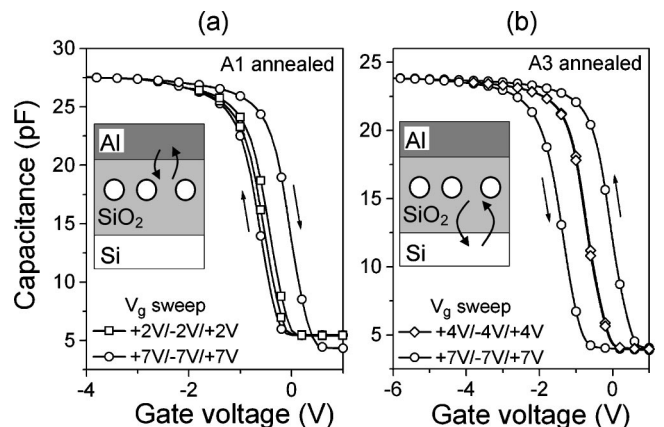 (a)
A1 annealed
Capacitance (pF)
30
25
20
15
10
5
Al
SiO2
Si
Vg sweep
+2V/-2V/+2V
+7V/-7V/+7V
-4
-2
0
Gate voltage (V)
(b)
A3 annealed
25
20
15
10
5
Al
SiO2
Si
Vg sweep
+4V/-4V/+4V
+7V/-7V/+7V
-6
-4
-2
0
Gate voltage (V)